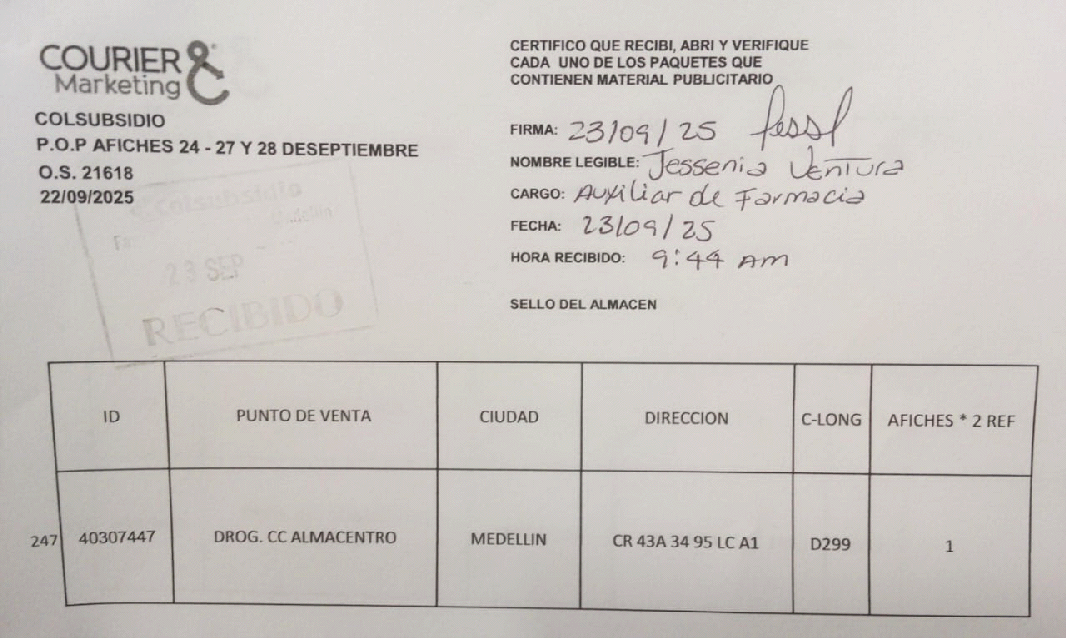 COURIER &
Marketing
COLSUBSIDIO
P.O.P AFICHES 24 - 27 Y 28 DESEPTIEMBRE
O.S. 21618
22/09/2025
Colsubsidio
Medellin
23 SEP
RECIBIDO
CERTIFICO QUE RECIBI, ABRI Y VERIFIQUE
CADA UNO DE LOS PAQUETES QUE
CONTIENEN MATERIAL PUBLICITARIO
FIRMA: 23/09/25
NOMBRE LEGIBLE: Jessenia Ventura
CARGO: Auxiliar de Farmacia
FECHA: 23/09/25
HORA RECIBIDO: 9:44 AM
SELLO DEL ALMACEN
ID PUNTO DE VENTA CIUDAD DIRECCION C-LONG AFICHES * 2 REF
247 40307447 DROG. CC ALMACENTRO MEDELLIN CR 43A 34 95 LC A1 D299 1